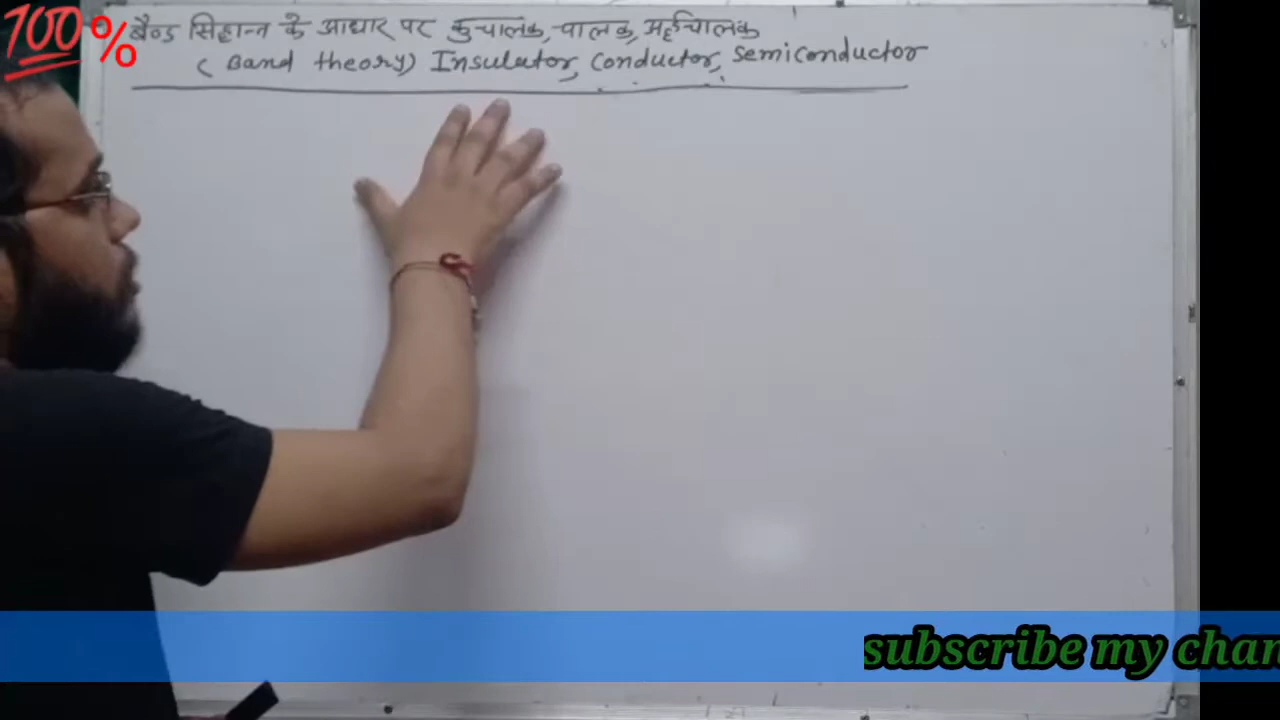 100%
बैण्ड सिद्धान्त के आधार पर कुचालक, चालक, अर्द्धचालक
(Band theory) Insulator, conductor, semiconductor
subscribe my chan